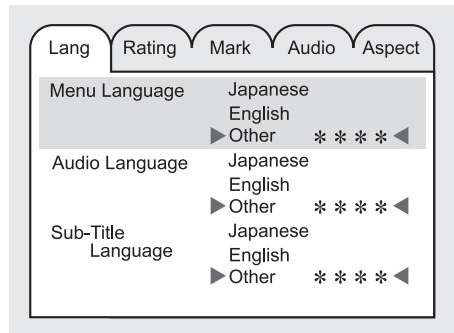 Lang Rating Mark Audio Aspect
Menu Language Japanese
English
▶Other ＊＊＊＊◀
Audio Language Japanese
English
▶Other ＊＊＊＊◀
Sub-Title Japanese
Language English
▶Other ＊＊＊＊◀